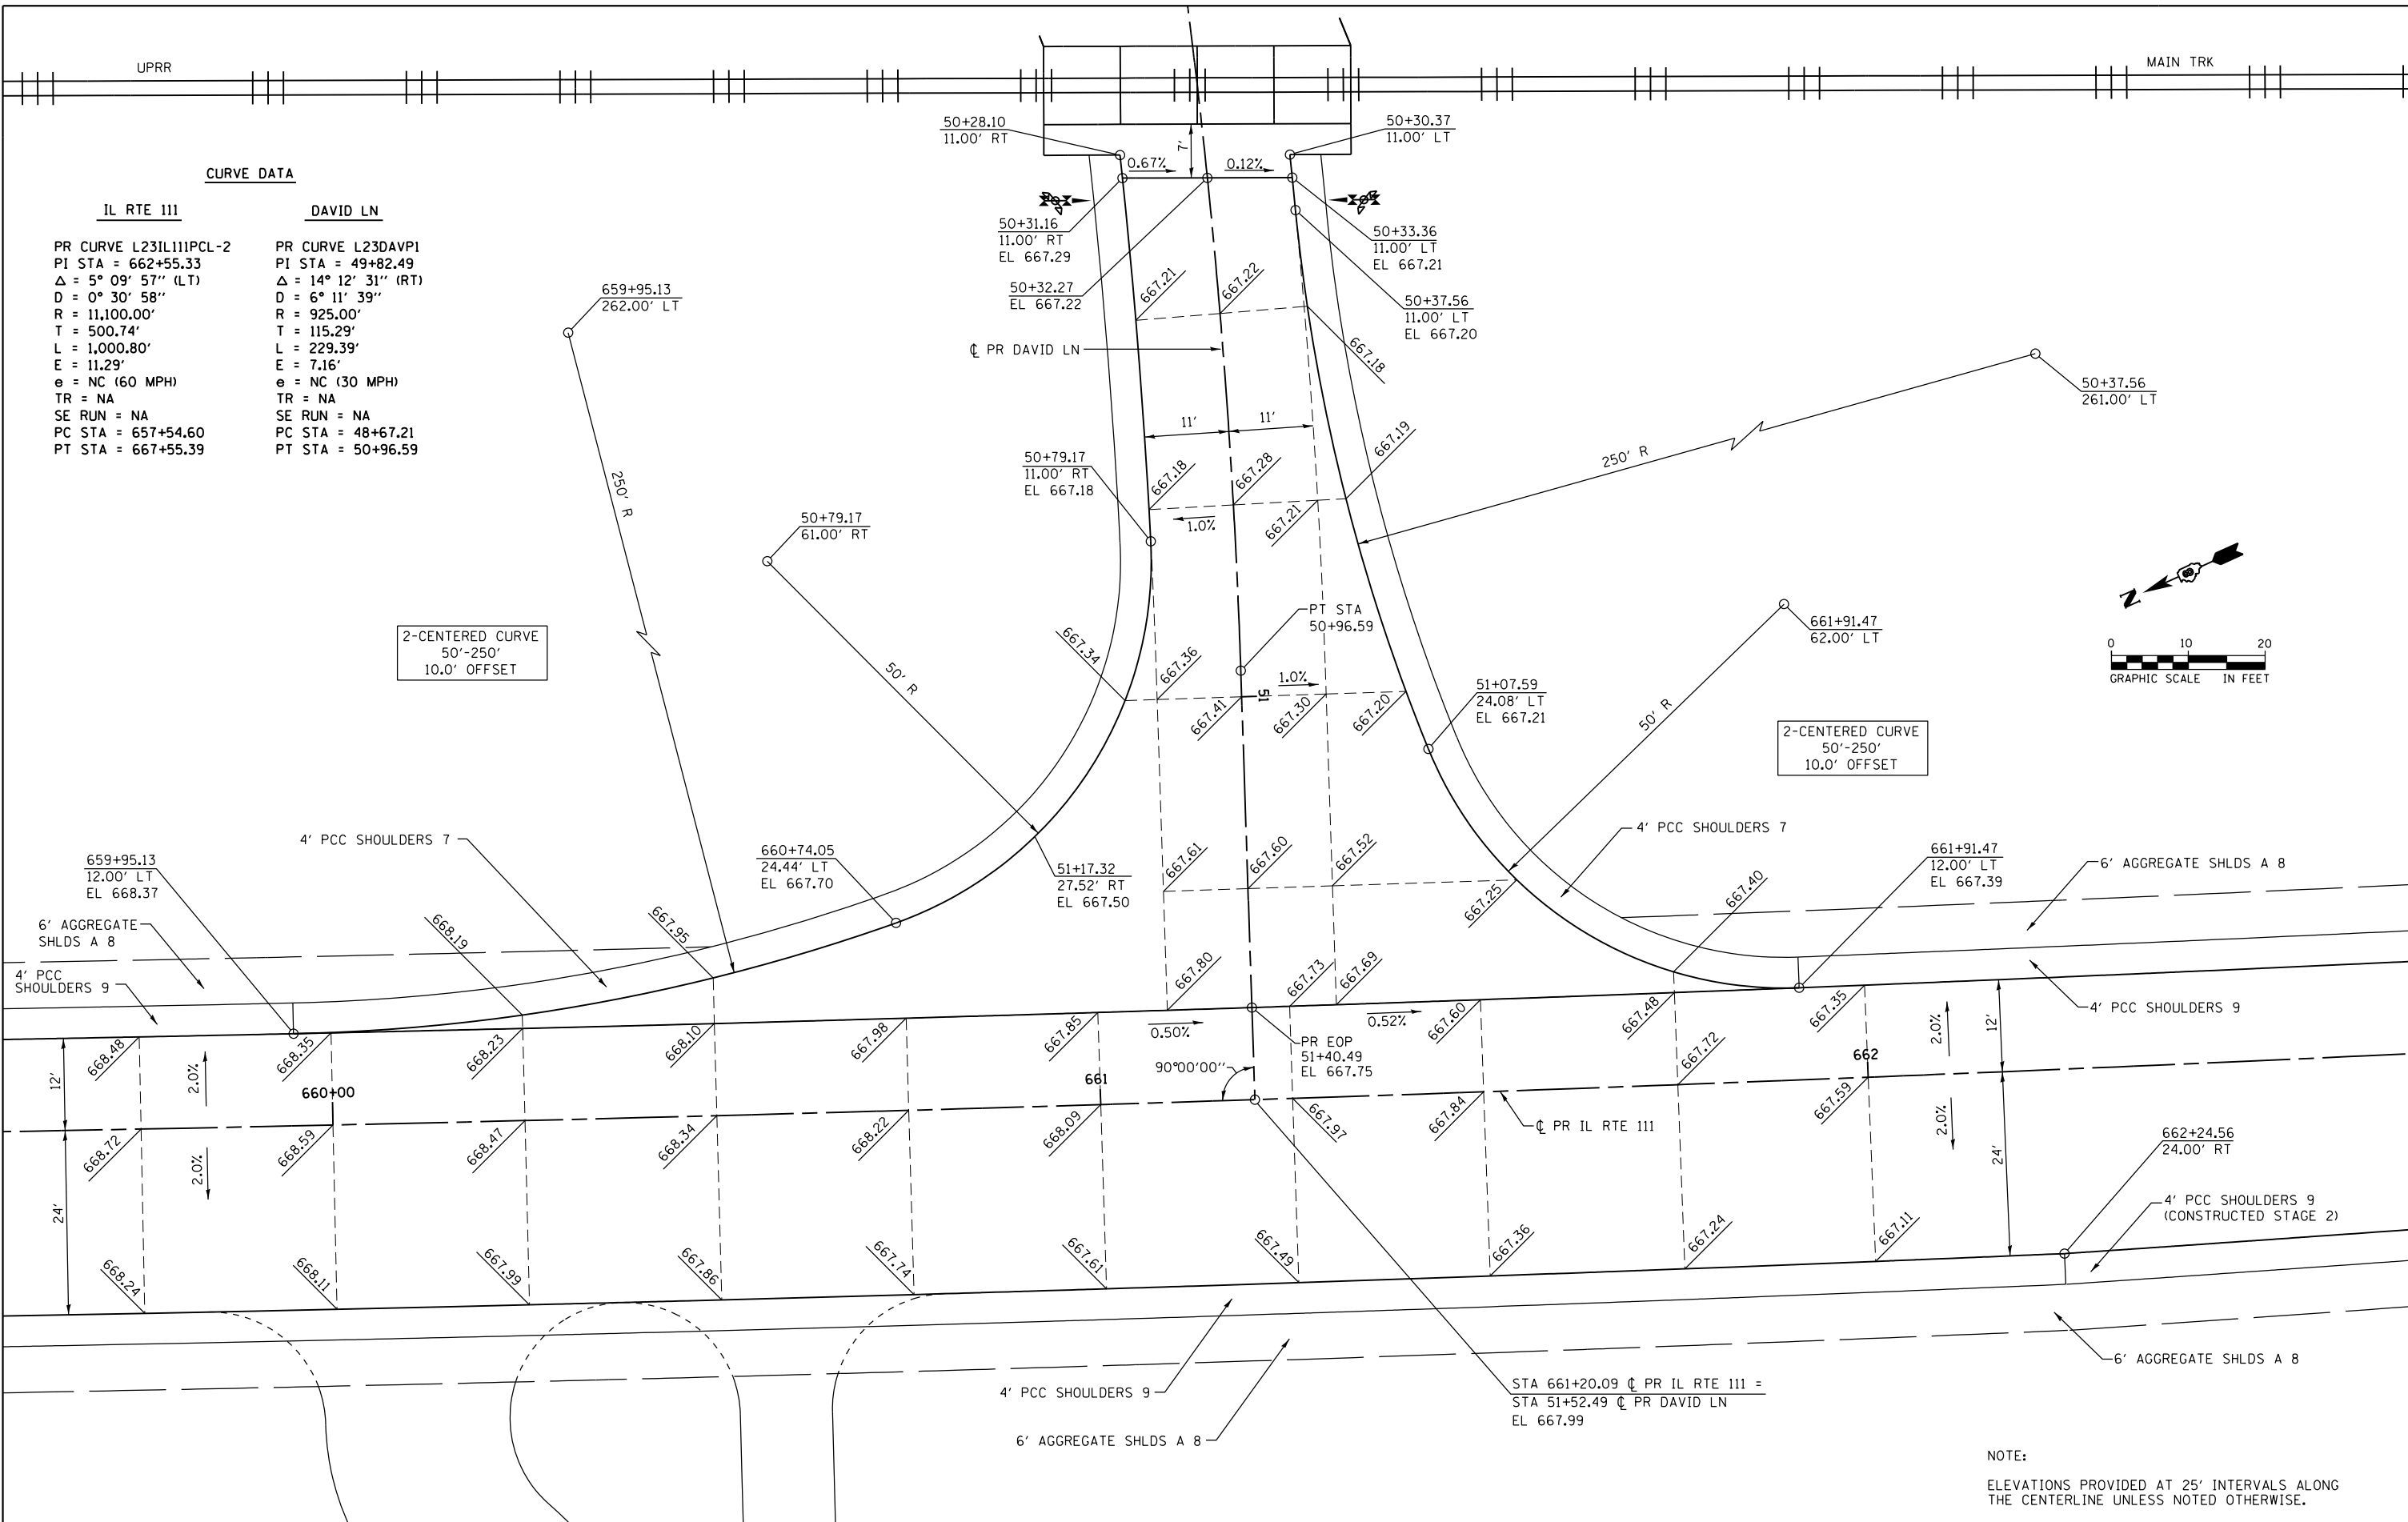 UPRR
MAIN TRK
50+28.10
11.00' RT
50+30.37
11.00' LT
7'
0.67%
0.12%
CURVE DATA
IL RTE 111
PR CURVE L23IL111PCL-2
PI STA = 662+55.33
Δ = 5° 09' 57'' (LT)
D = 0° 30' 58''
R = 11,100.00'
T = 500.74'
L = 1,000.80'
E = 11.29'
e = NC (60 MPH)
TR = NA
SE RUN = NA
PC STA = 657+54.60
PT STA = 667+55.39
DAVID LN
PR CURVE L23DAVP1
PI STA = 49+82.49
Δ = 14° 12' 31'' (RT)
D = 6° 11' 39''
R = 925.00'
T = 115.29'
L = 229.39'
E = 7.16'
e = NC (30 MPH)
TR = NA
SE RUN = NA
PC STA = 48+67.21
PT STA = 50+96.59
50+31.16
11.00' RT
EL 667.29
50+32.27
EL 667.22
50+33.36
11.00' LT
EL 667.21
50+37.56
11.00' LT
EL 667.20
659+95.13
262.00' LT
667.21
667.22
667.18
℄ PR DAVID LN
50+37.56
261.00' LT
11'
11'
250' R
250' R
50+79.17
11.00' RT
EL 667.18
667.18
667.28
667.19
667.21
1.0%
50+79.17
61.00' RT
2-CENTERED CURVE
50'-250'
10.0' OFFSET
PT STA
50+96.59
661+91.47
62.00' LT
N
0 10 20
GRAPHIC SCALE IN FEET
667.34
667.36
50' R
1.0%
51
667.41
667.30
667.20
51+07.59
24.08' LT
EL 667.21
50' R
2-CENTERED CURVE
50'-250'
10.0' OFFSET
4' PCC SHOULDERS 7
4' PCC SHOULDERS 7
659+95.13
12.00' LT
EL 668.37
660+74.05
24.44' LT
EL 667.70
51+17.32
27.52' RT
EL 667.50
667.61
667.60
667.52
667.25
667.40
661+91.47
12.00' LT
EL 667.39
6' AGGREGATE SHLDS A 8
6' AGGREGATE
SHLDS A 8
4' PCC
SHOULDERS 9
668.19
667.95
667.80
667.73
667.69
4' PCC SHOULDERS 9
668.48
668.35
668.23
668.10
667.98
667.85
0.50%
0.52%
667.60
667.48
667.35
PR EOP
51+40.49
EL 667.75
90°00'00''
12'
2.0%
660+00
661
662
667.72
2.0%
12'
668.72
668.59
668.47
668.34
668.22
668.09
667.97
667.84
667.59
℄ PR IL RTE 111
24'
2.0%
2.0%
24'
662+24.56
24.00' RT
4' PCC SHOULDERS 9
(CONSTRUCTED STAGE 2)
668.24
668.11
667.99
667.86
667.74
667.61
667.49
667.36
667.24
667.11
6' AGGREGATE SHLDS A 8
4' PCC SHOULDERS 9
6' AGGREGATE SHLDS A 8
STA 661+20.09 ℄ PR IL RTE 111 =
STA 51+52.49 ℄ PR DAVID LN
EL 667.99
NOTE:
ELEVATIONS PROVIDED AT 25' INTERVALS ALONG
THE CENTERLINE UNLESS NOTED OTHERWISE.